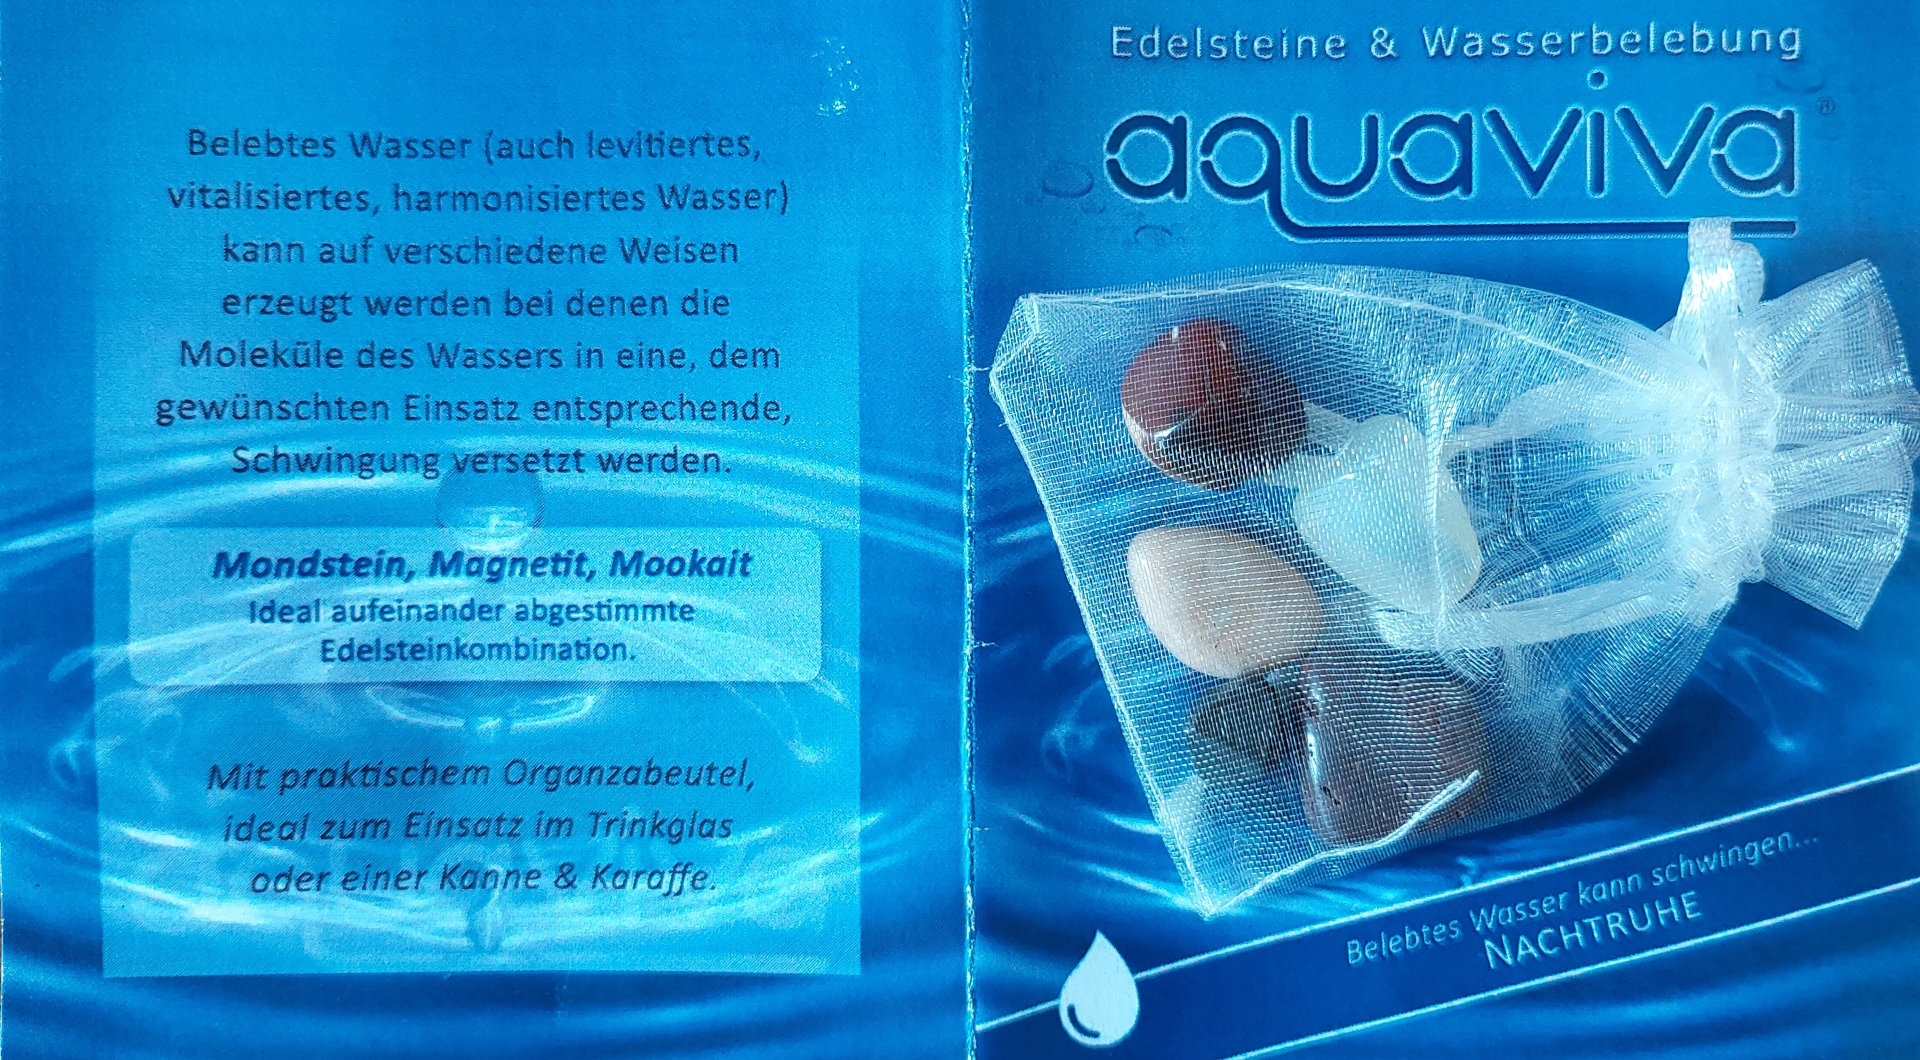 Belebtes Wasser (auch levitiertes,
vitalisiertes, harmonisiertes Wasser)
kann auf verschiedene Weisen
erzeugt werden bei denen die
Moleküle des Wassers in eine, dem
gewünschten Einsatz entsprechende,
Schwingung versetzt werden.
Mondstein, Magnetit, Mookait
Ideal aufeinander abgestimmte
Edelsteinkombination.
Mit praktischem Organzabeutel,
ideal zum Einsatz im Trinkglas
oder einer Kanne & Karaffe.
Edelsteine & Wasserbelebung
aquaviva®
Belebtes Wasser kann schwingen...
NACHTRUHE